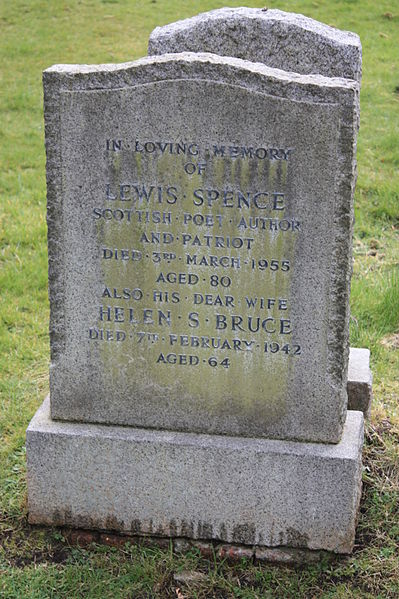 IN · LOVING · MEMORY
OF
LEWIS · SPENCE
SCOTTISH · POET · AUTHOR
AND · PATRIOT
DIED · 3RD · MARCH · 1955
AGED · 80
ALSO · HIS · DEAR · WIFE
HELEN · S · BRUCE
DIED · 7TH · FEBRUARY · 1942
AGED · 64